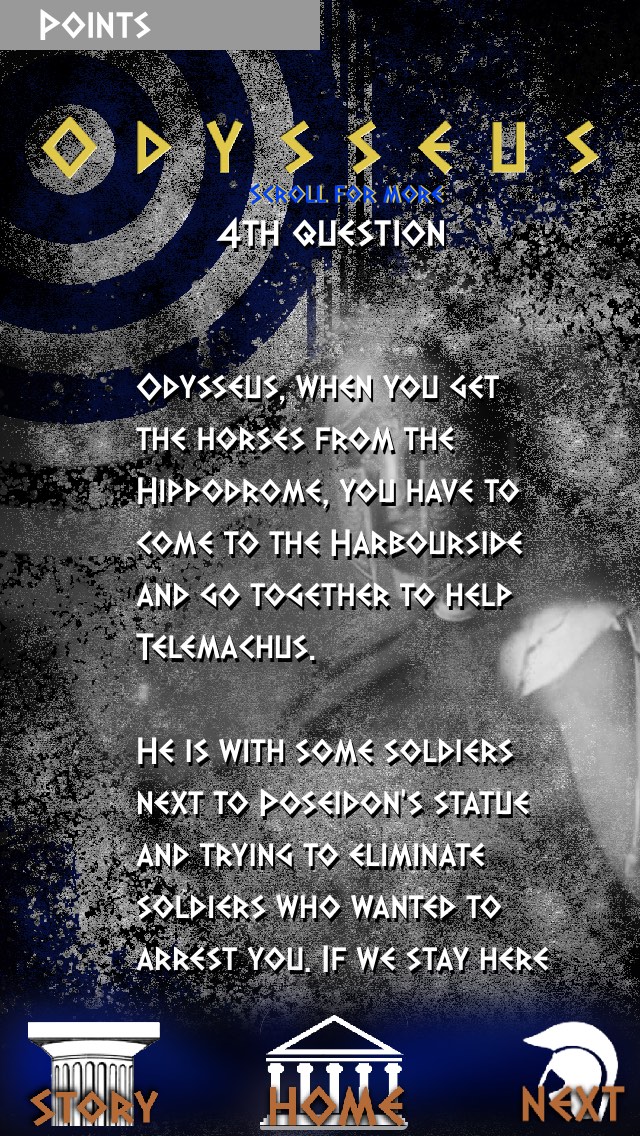 Points
Odysseus
Scroll for more
4th question
Odysseus, when you get
the horses from the
Hippodrome, you have to
come to the Harbourside
and go together to help
Telemachus.
He is with some soldiers
next to Poseidon's statue
and trying to eliminate
soldiers who wanted to
arrest you. If we stay here
Story
Home
Next